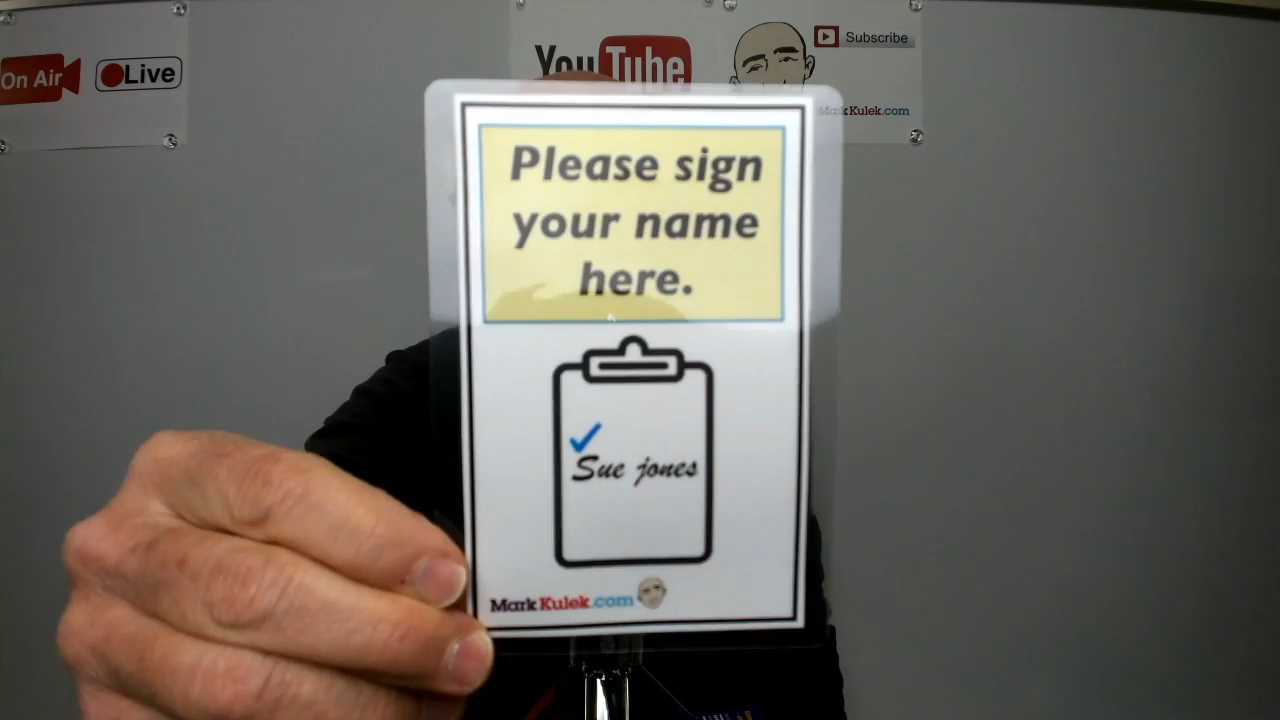 On Air
Live
YouTube
Subscribe
MarkKulek.com
Please sign
your name
here.
Sue jones
MarkKulek.com